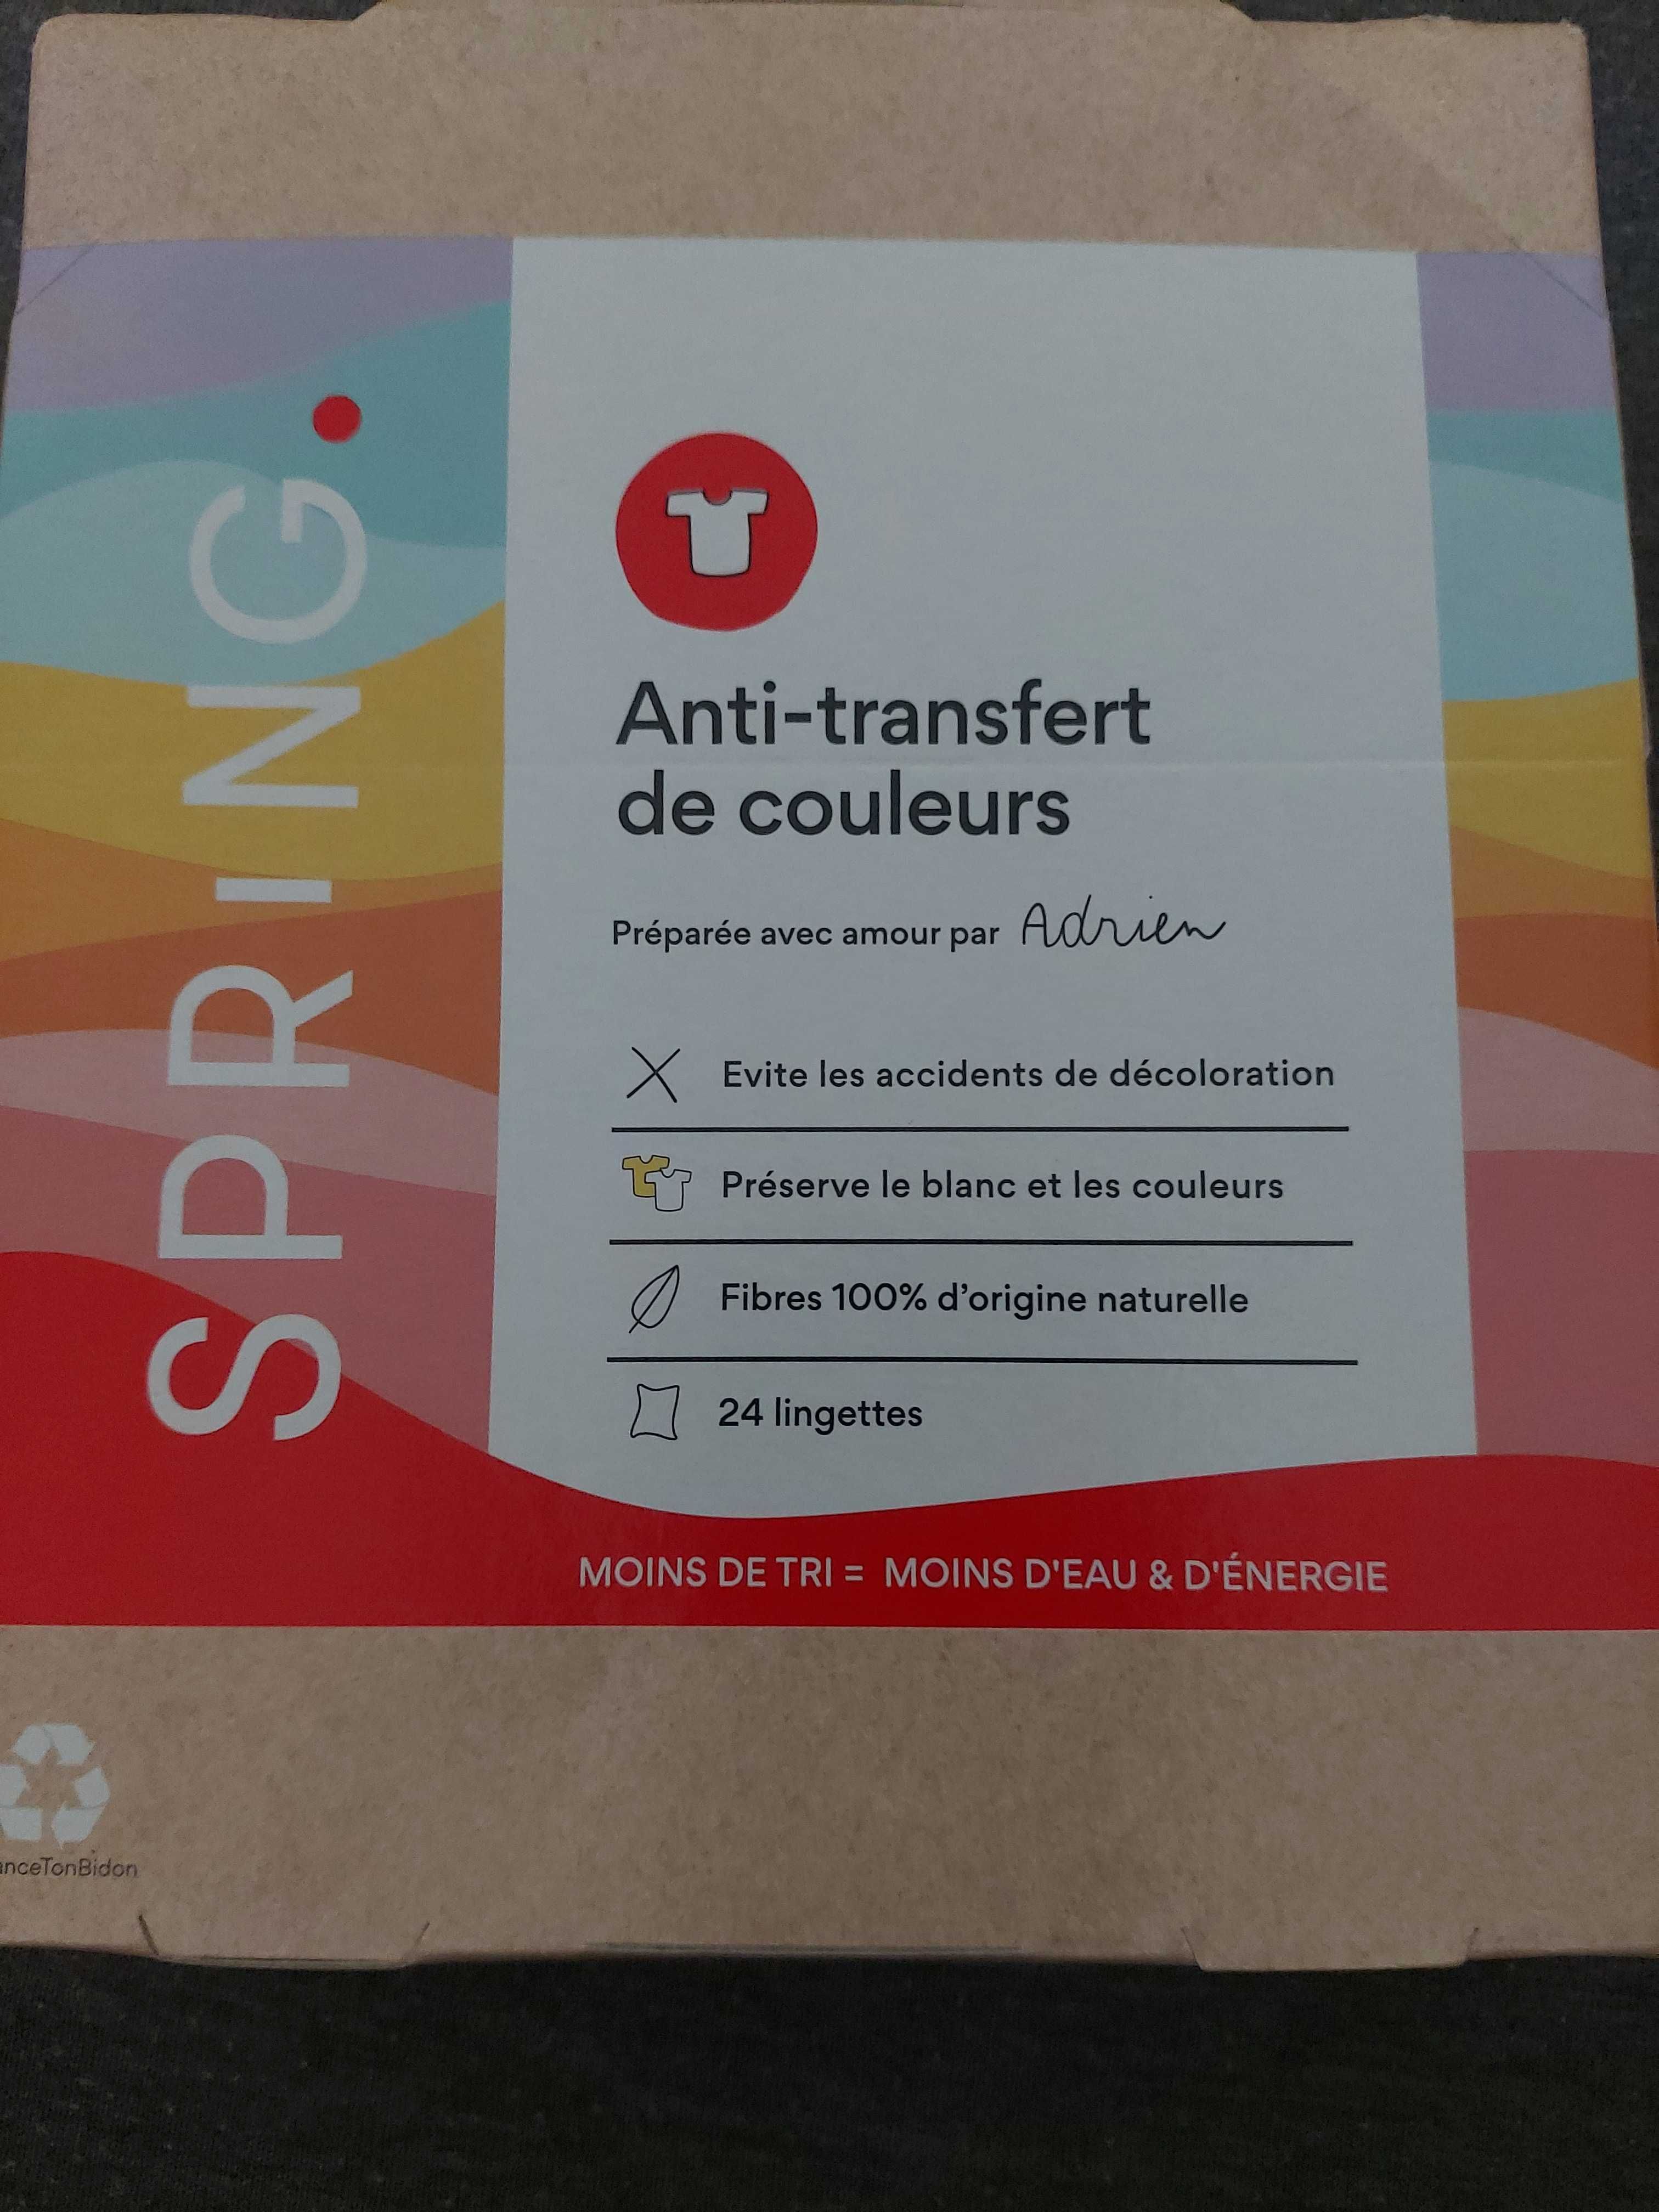 SPRING.
Anti-transfert
de couleurs
Préparée avec amour par Adrien
Evite les accidents de décoloration
Préserve le blanc et les couleurs
Fibres 100% d'origine naturelle
24 lingettes
MOINS DE TRI = MOINS D'EAU & D'ÉNERGIE
nceTonBidon